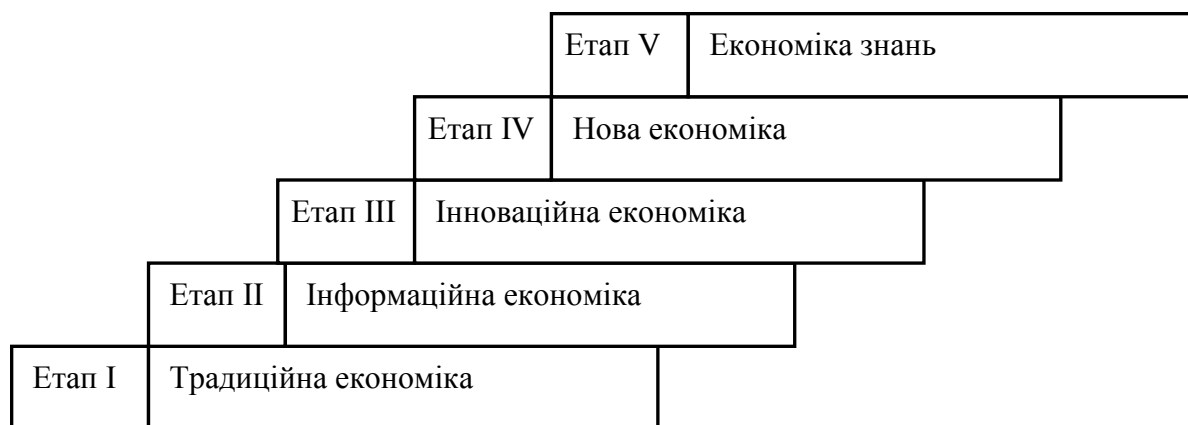 Етап V Економіка знань
Етап IV Нова економіка
Етап III Інноваційна економіка
Етап II Інформаційна економіка
Етап I Традиційна економіка